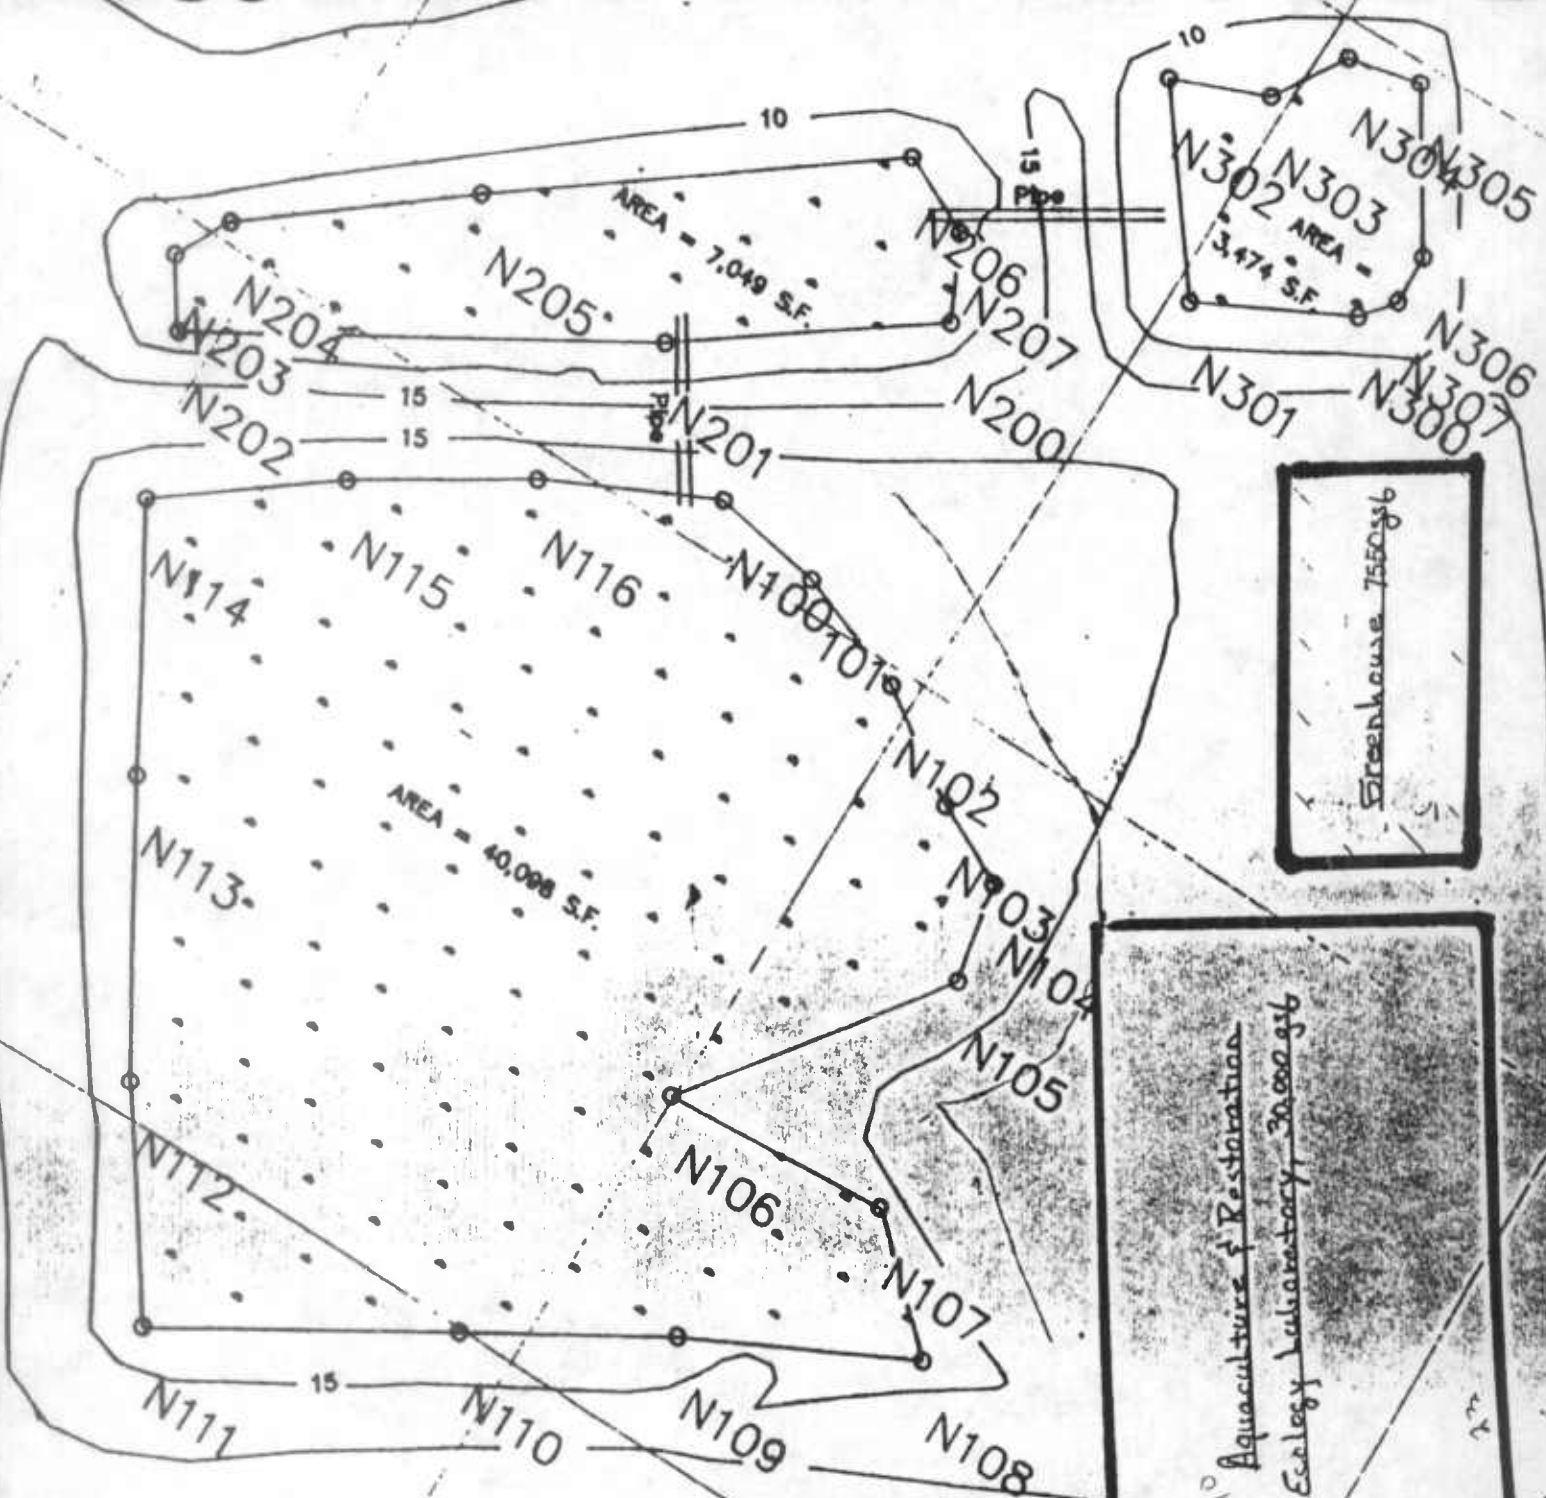 10
10
15
Pipe
N304
N305
N302
N303
AREA =
3,474 S.F.
AREA = 7,049 S.F.
N206
N205
N204
N203
N207
N306
N307
N301
N300
N200
15
N202
15
Pipe
N201
N114
N115
N116
N100
N101
N102
Greenhouse 7550 gsf
AREA = 40,098 S.F.
N113
N103
N104
N105
N106
N112
N107
Aquaculture & Restoration
Ecology Laboratory, 30,000 gsf
15
N111
N110
N109
N108